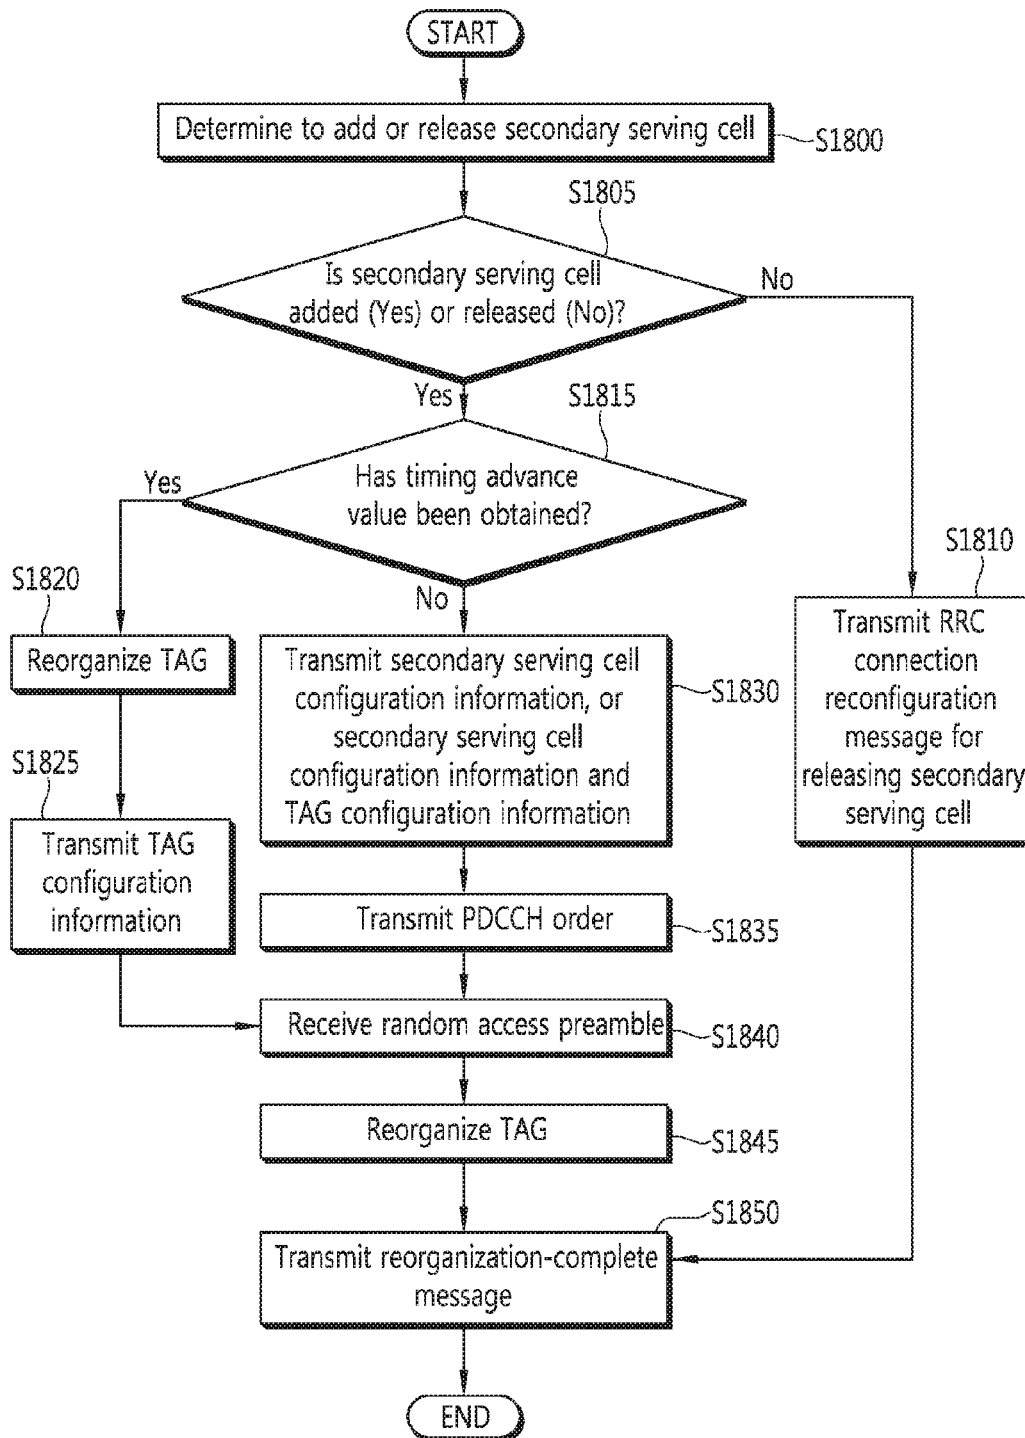 START
Determine to add or release secondary serving cell
S1800
S1805
Is secondary serving cell
added (Yes) or released (No)?
No
Yes
S1815
Has timing advance
value been obtained?
Yes
No
S1810
Transmit RRC
connection
reconfiguration
message for
releasing secondary
serving cell
S1820
Reorganize TAG
Transmit secondary serving cell
configuration information, or
secondary serving cell
configuration information and
TAG configuration information
S1830
S1825
Transmit TAG
configuration
information
Transmit PDCCH order
S1835
Receive random access preamble
S1840
Reorganize TAG
S1845
S1850
Transmit reorganization-complete
message
END